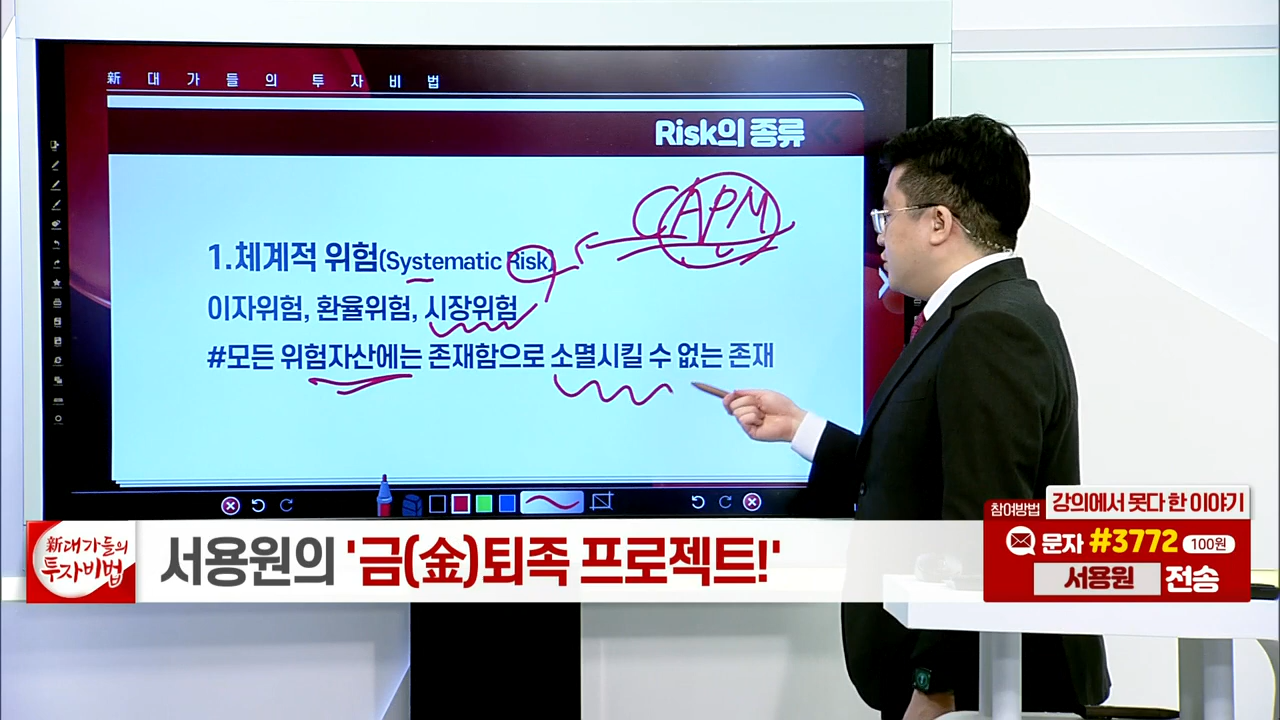 新 대가들의 투자비법
Risk의 종류
CAPM
1.체계적 위험(Systematic Risk)
이자위험, 환율위험, 시장위험
#모든 위험자산에는 존재함으로 소멸시킬 수 없는 존재
참여방법
강의에서 못다 한 이야기
문자 #3772 100원
서용원 전송
新대가들의
투자비법
서용원의 '금(金)퇴족 프로젝트!'